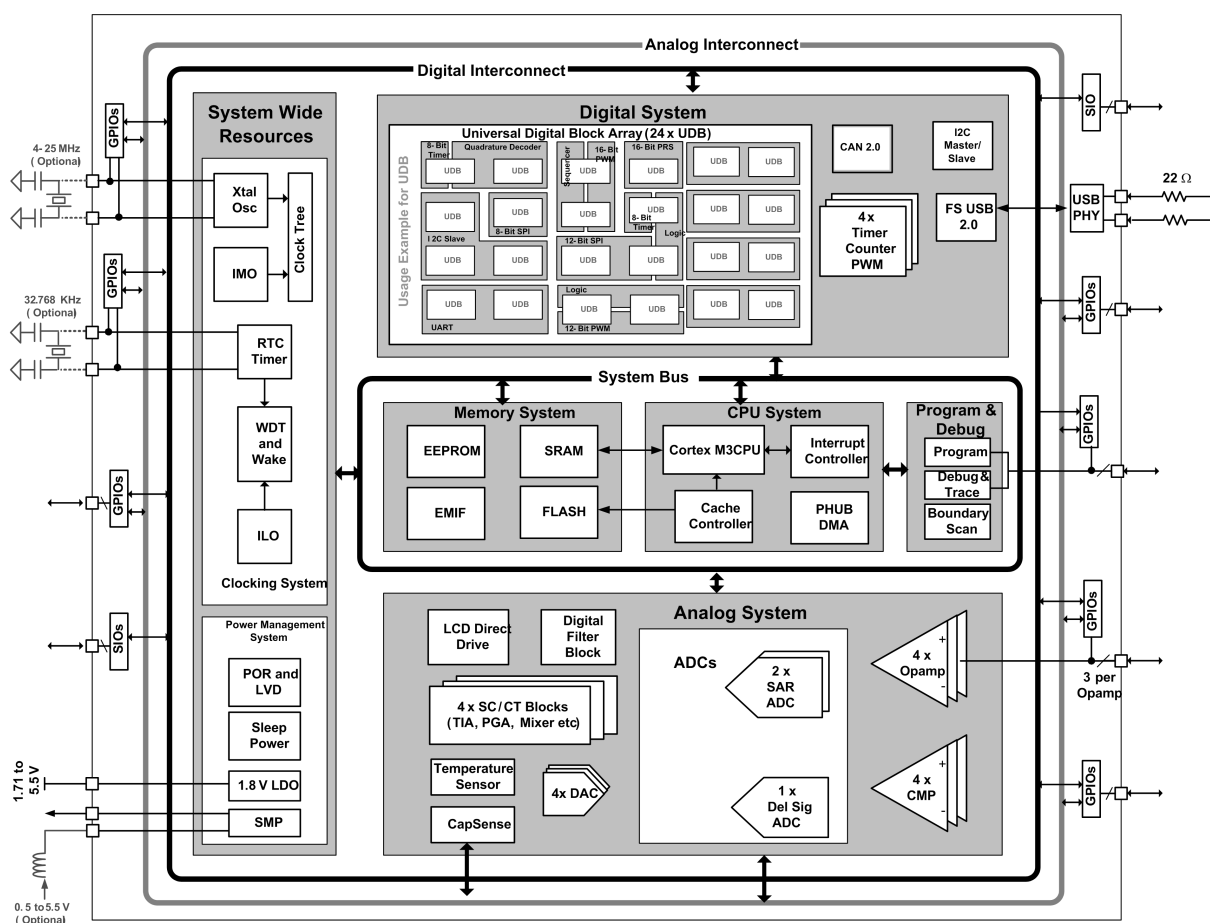 Analog Interconnect
Digital Interconnect
System Wide
Resources
GPIOs
4- 25 MHz
( Optional)
Xtal
Osc
Clock Tree
IMO
GPIOs
32.768 KHz
( Optional)
RTC
Timer
WDT and
Wake
GPIOs
ILO
Clocking System
SIOs
Power Management
System
POR and
LVD
Sleep
Power
1.71 to
5.5 V
1.8 V LDO
SMP
0. 5 to 5.5 V
( Optional)
Digital System
Universal Digital Block Array (24 x UDB)
Usage Example for UDB
8- Bit
Timer
Quadrature Decoder
Sequencer
16- Bit
PWM
16- Bit PRS
UDB UDB UDB UDB UDB UDB
UDB UDB UDB UDB UDB UDB
I2C Slave
8- Bit SPI
12- Bit SPI
8- Bit
Timer
Logic
UDB UDB UDB UDB UDB UDB
Logic
UDB UDB UDB UDB UDB UDB
UART
12- Bit PWM
CAN 2.0
I2C
Master/
Slave
4 x
Timer
Counter
PWM
FS USB
2.0
SIO
USB
PHY
22 Ω
GPIOs
System Bus
Memory System
EEPROM
SRAM
EMIF
FLASH
CPU System
Cortex M3CPU
Interrupt
Controller
Cache
Controller
PHUB
DMA
Program &
Debug
Program
Debug &
Trace
Boundary
Scan
GPIOs
Analog System
LCD Direct
Drive
Digital
Filter
Block
4 x SC/CT Blocks
(TIA, PGA, Mixer etc)
Temperature
Sensor
4x DAC
CapSense
ADCs
2 x
SAR
ADC
1 x
Del Sig
ADC
+
4 x
Opamp
-
+
4 x
CMP
-
GPIOs
3 per
Opamp
GPIOs